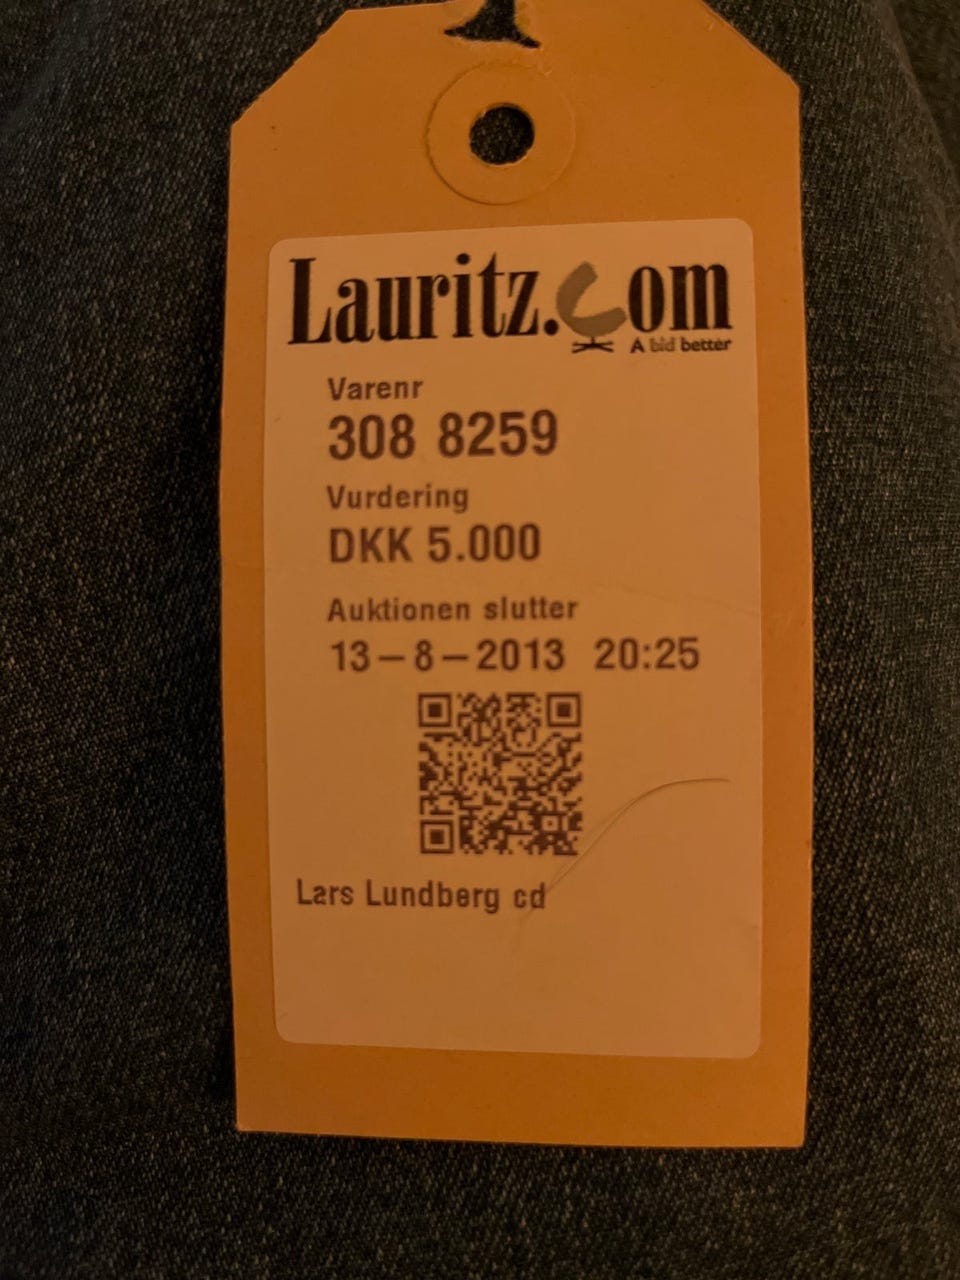 Lauritz.com
A bid better
Varenr
308 8259
Vurdering
DKK 5.000
Auktionen slutter
13-8-2013 20:25
Lars Lundberg cd